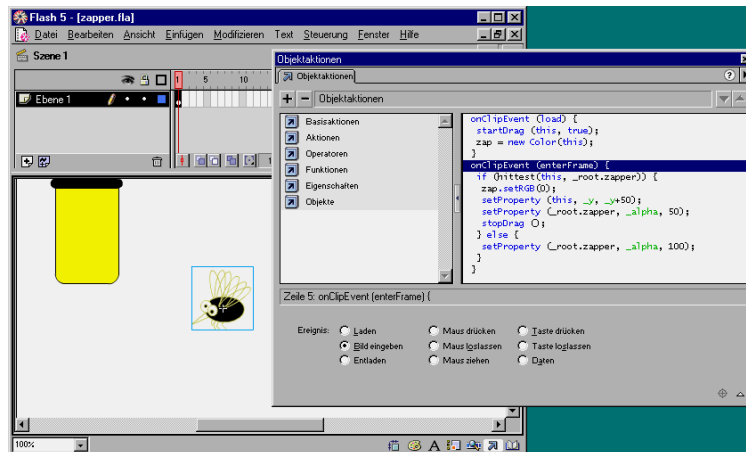 Flash 5 - [zapper.fla]
Datei Bearbeiten Ansicht Einfügen Modifizieren Text Steuerung Fenster Hilfe
Szene 1
1 5 10
Ebene 1
100%
Objektaktionen
Objektaktionen
Objektaktionen
Basisaktionen
Aktionen
Operatoren
Funktionen
Eigenschaften
Objekte
onClipEvent (load) {
startDrag (this, true);
zap = new Color(this);
}
onClipEvent (enterFrame) {
if (hittest(this, _root.zapper)) {
zap.setRGB(0);
setProperty (this, _y, _y+50);
setProperty (_root.zapper, _alpha, 50);
stopDrag ();
} else {
setProperty (_root.zapper, _alpha, 100);
}
}
Zeile 5: onClipEvent (enterFrame) {
Ereignis: Laden Maus drücken Taste drücken
Bild eingeben Maus loslassen Taste loslassen
Entladen Maus ziehen Daten